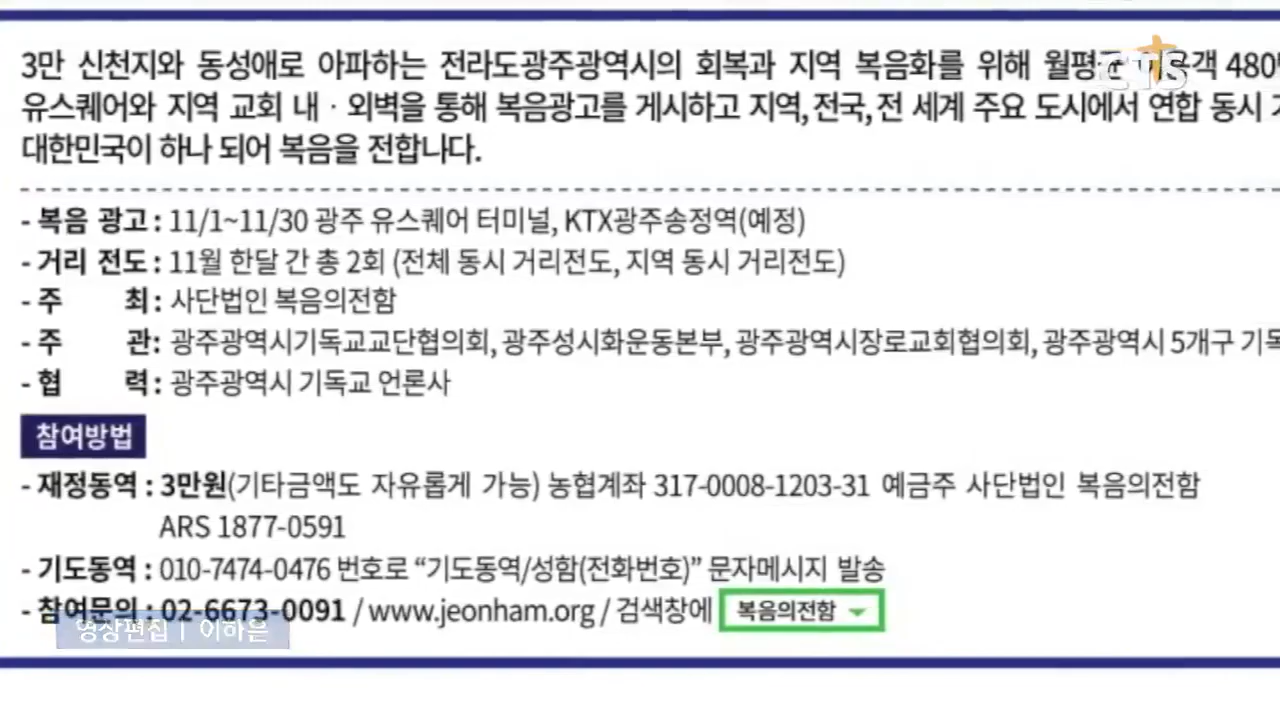 3만 신천지와 동성애로 아파하는 전라도광주광역시의 회복과 지역 복음화를 위해 월평균 이용객 480
유스퀘어와 지역 교회 내 · 외벽을 통해 복음광고를 게시하고 지역, 전국, 전 세계 주요 도시에서 연합 동시
대한민국이 하나 되어 복음을 전합니다.
- 복음 광고 : 11/1~11/30 광주 유스퀘어 터미널, KTX광주송정역(예정)
- 거리 전도 : 11월 한달 간 총 2회 (전체 동시 거리전도, 지역 동시 거리전도)
- 주 최 : 사단법인 복음의전함
- 주 관: 광주광역시기독교교단협의회, 광주성시화운동본부, 광주광역시장로교회협의회, 광주광역시 5개구 기독
- 협 력 : 광주광역시 기독교 언론사
참여방법
- 재정동역 : 3만원(기타금액도 자유롭게 가능) 농협계좌 317-0008-1203-31 예금주 사단법인 복음의전함
ARS 1877-0591
- 기도동역 : 010-7474-0476 번호로 “기도동역/성함(전화번호)” 문자메시지 발송
- 참여문의 : 02-6673-0091 / www.jeonham.org / 검색창에 복음의전함
영상편집 | 이하은
CTS